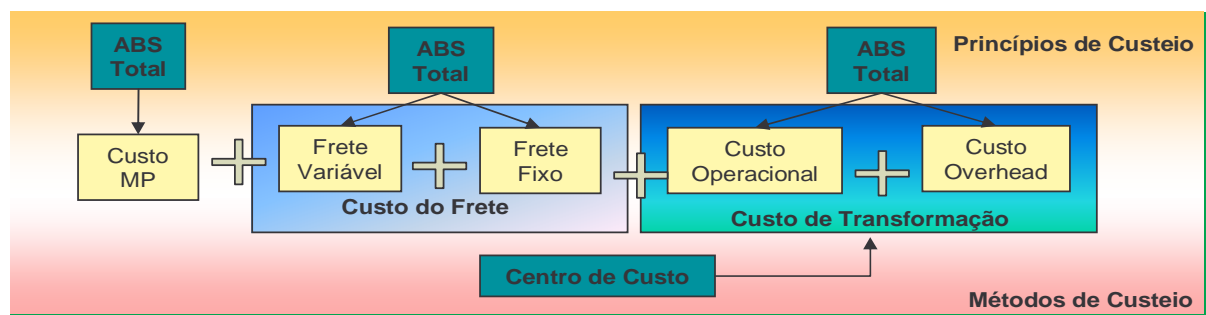 ABS
Total
ABS
Total
ABS
Total
Princípios de Custeio
Custo
MP
Frete
Variável
Frete
Fixo
Custo
Operacional
Custo
Overhead
Custo do Frete
Custo de Transformação
Centro de Custo
Métodos de Custeio